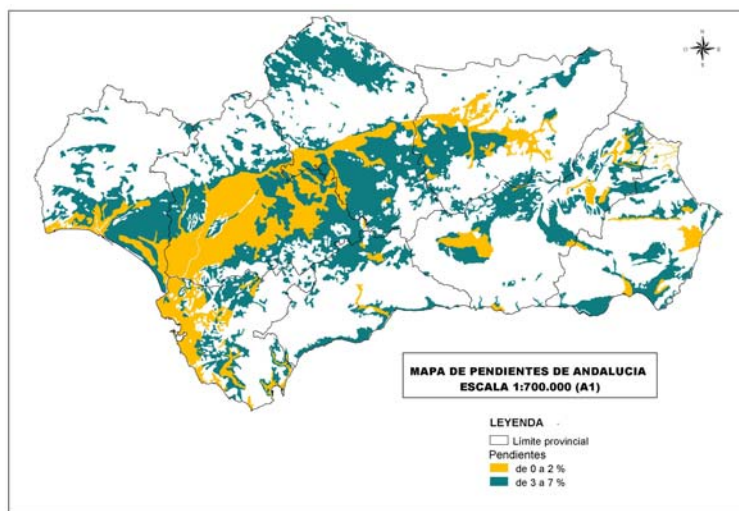 N
O
E
S
MAPA DE PENDIENTES DE ANDALUCIA
ESCALA 1:700.000 (A1)
LEYENDA
Límite provincial
Pendientes
de 0 a 2 %
de 3 a 7 %